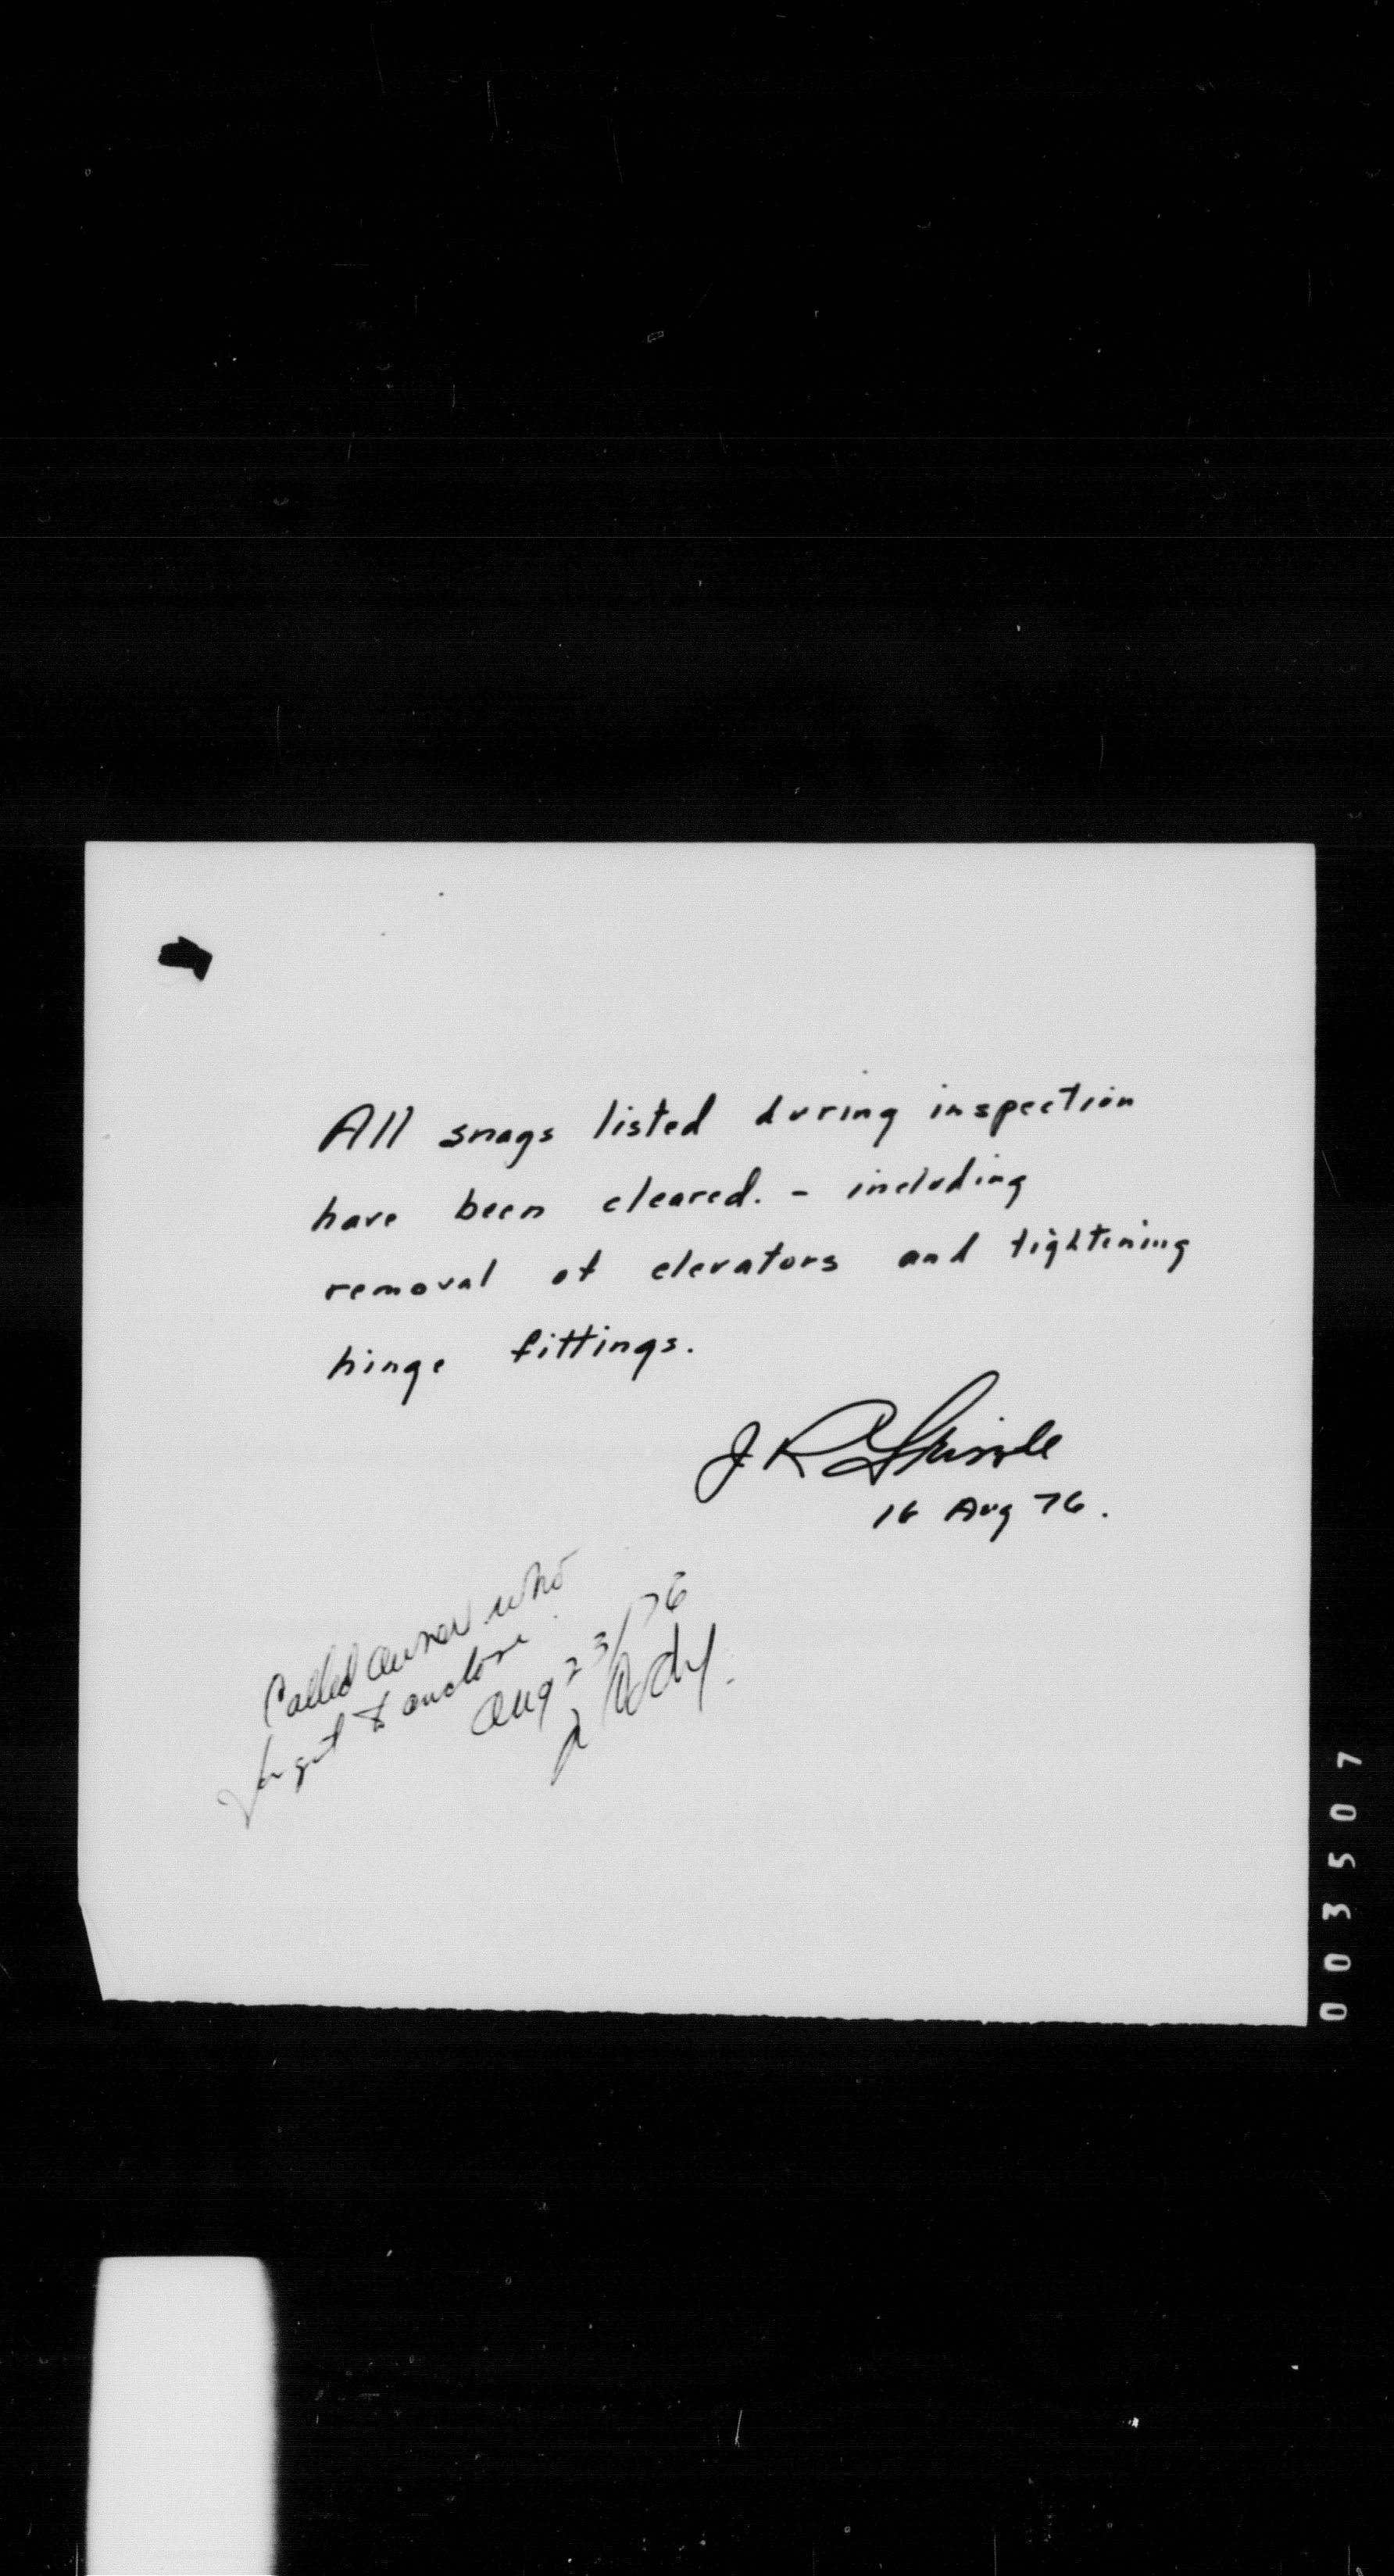 All snags listed during inspection
have been cleared. - including
removal of elevators and tightening
hinge fittings.
J R
16 Aug 76.
Called owner who
forgot to enclose
Aug 23/76
003507